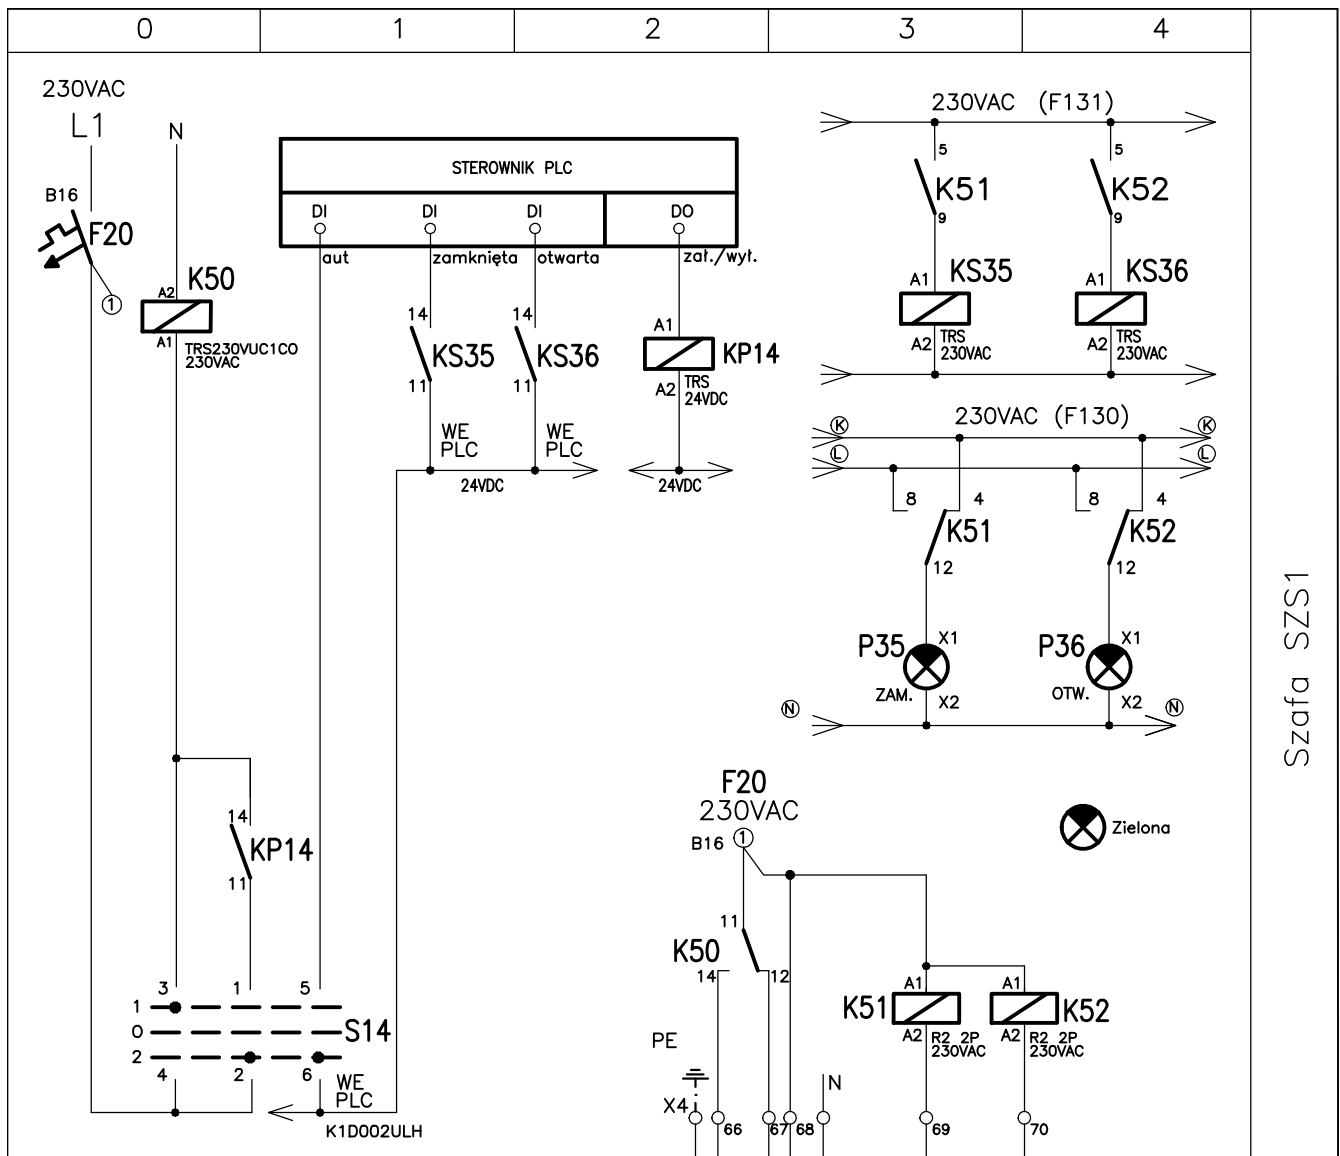 0 1 2 3 4
230VAC
L1 N
B16
F20
1
K50
A2
A1
TRS230VUC1CO
230VAC
STEROWNIK PLC
DI DI DI DO
aut zamknięta otwarta zał./wył.
14 14
KS35 KS36
11 11
A1
KP14
A2
TRS
24VDC
WE WE
PLC PLC
24VDC 24VDC
230VAC (F131)
5 5
K51 K52
9 9
KS35 KS36
A1 A1
A2 TRS A2 TRS
230VAC 230VAC
230VAC (F130)
K K
L L
8 4 8 4
K51 K52
12 12
P35 X1 P36 X1
ZAM. X2 OTW. X2
N N
Szafa SZS1
14
KP14
11
3 1 5
1
0 S14
2
4 2 6
WE
PLC
K1D002ULH
F20
230VAC
B16 1
11
K50
14 12
Zielona
A1 A1
K51 K52
A2 R2 2P A2 R2 2P
230VAC 230VAC
PE
N
X4 66 67 68 69 70